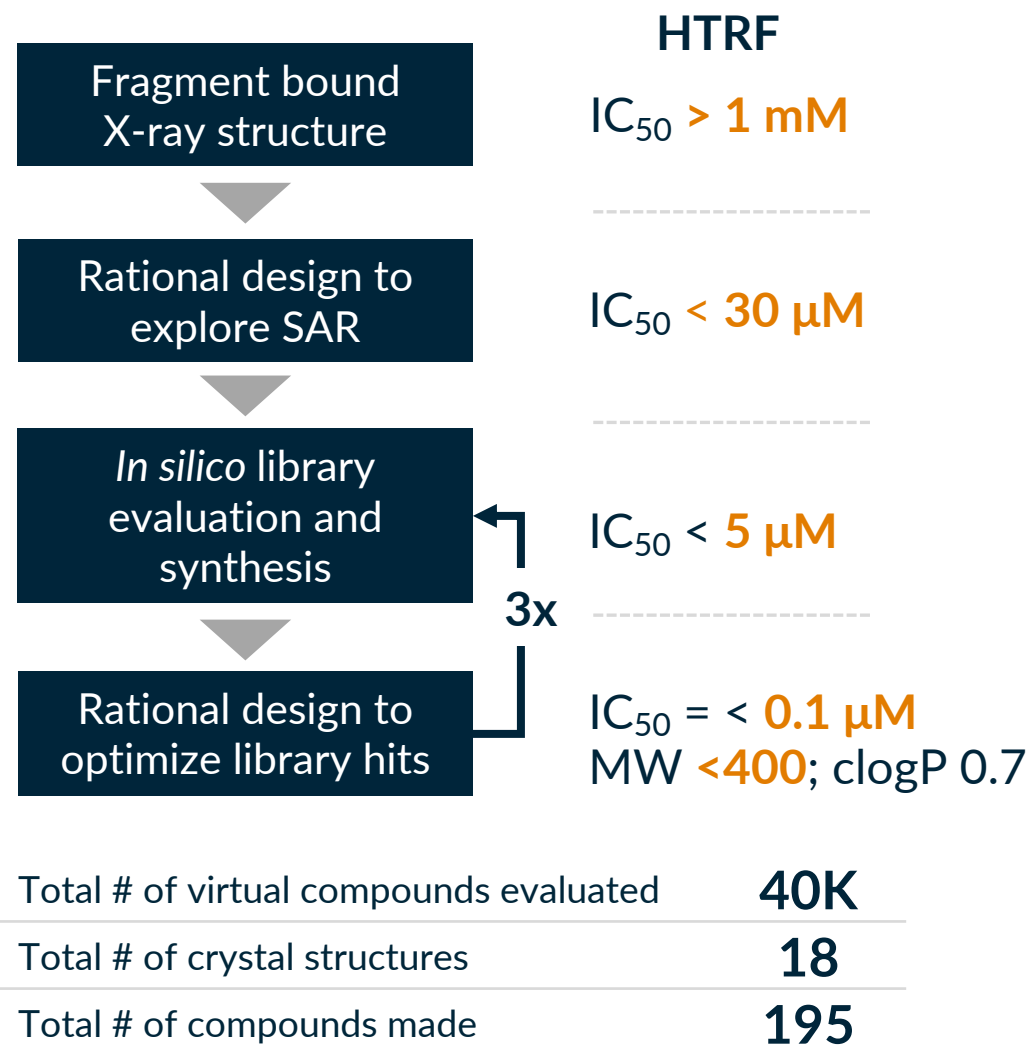 HTRF
Fragment bound
X-ray structure
IC50 > 1 mM
Rational design to
explore SAR
IC50 < 30 µM
In silico library
evaluation and
synthesis
IC50 < 5 µM
3x
Rational design to
optimize library hits
IC50 = < 0.1 µM
MW <400; clogP 0.7
Total # of virtual compounds evaluated 40K
Total # of crystal structures 18
Total # of compounds made 195